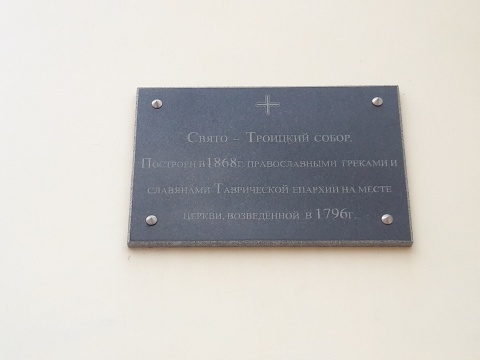 Свято - Троицкий собор.
Построен в 1868г. православными греками и
славянами Таврической епархии на месте
церкви, возведенной в 1796г.